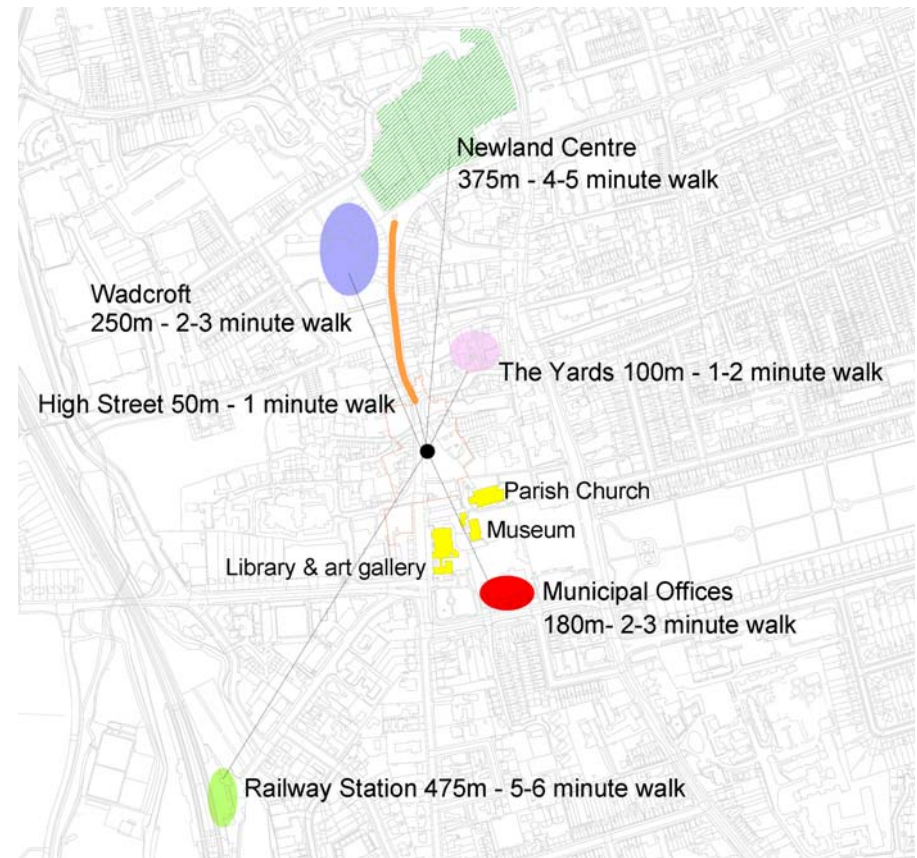 Newland Centre
375m - 4-5 minute walk
Wadcroft
250m - 2-3 minute walk
The Yards 100m - 1-2 minute walk
High Street 50m - 1 minute walk
Parish Church
Museum
Library & art gallery
Municipal Offices
180m- 2-3 minute walk
Railway Station 475m - 5-6 minute walk